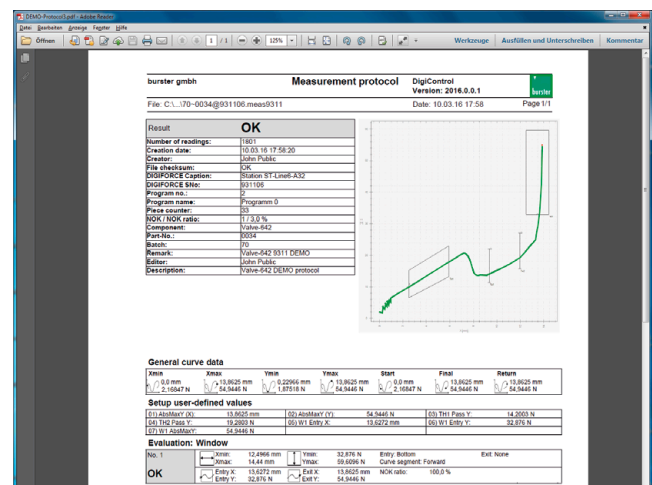 DEMO-Protocol3.pdf - Adobe Reader
Datei Bearbeiten Anzeige Fenster Hilfe
Öffnen 1 / 1 125% Werkzeuge Ausfüllen und Unterschreiben Kommentar
burster gmbh Measurement protocol DigiControl
Version: 2016.0.0.1
burster
File: C:\...\70~0034@931106.meas9311 Date: 10.03.16 17:58 Page 1/1
Result OK
Number of readings: 1801
Creation date: 10.03.16 17:58:20
Creator: John Public
File checksum: OK
DIGIFORCE Caption: Station ST-Line6-A32
DIGIFORCE SNo: 931106
Program no.: 2
Program name: Programm 0
Piece counter: 33
NOK / NOK ratio: 1 / 3,0 %
Component: Valve-642
Part-No.: 0034
Batch: 70
Remark: Valve-642 9311 DEMO
Editor: John Public
Description: Valve-642 DEMO protocol
General curve data
Xmin Xmax Ymin Ymax Start Final Return
0,0 mm 13,8625 mm 0,22966 mm 13,8625 mm 0,0 mm 13,8625 mm 13,8625 mm
2,16847 N 54,9446 N 1,87518 N 54,9446 N 2,16847 N 54,9446 N 54,9446 N
Setup user-defined values
01) AbsMaxY (X): 13,8625 mm 02) AbsMaxY (Y): 54,9446 N 03) TH1 Pass Y: 14,2003 N
04) TH2 Pass Y: 19,2803 N 05) W1 Entry X: 13,6272 mm 06) W1 Entry Y: 32,876 N
07) W1 AbsMaxY: 54,9446 N
Evaluation: Window
No. 1 Xmin: 12,4966 mm Ymin: 32,876 N Entry: Bottom Exit: None
Xmax: 14,44 mm Ymax: 59,6096 N Curve segment: Forward
OK Entry X: 13,6272 mm Exit X: 13,8625 mm NOK ratio: 100,0 %
Entry Y: 32,876 N Exit Y: 54,9446 N